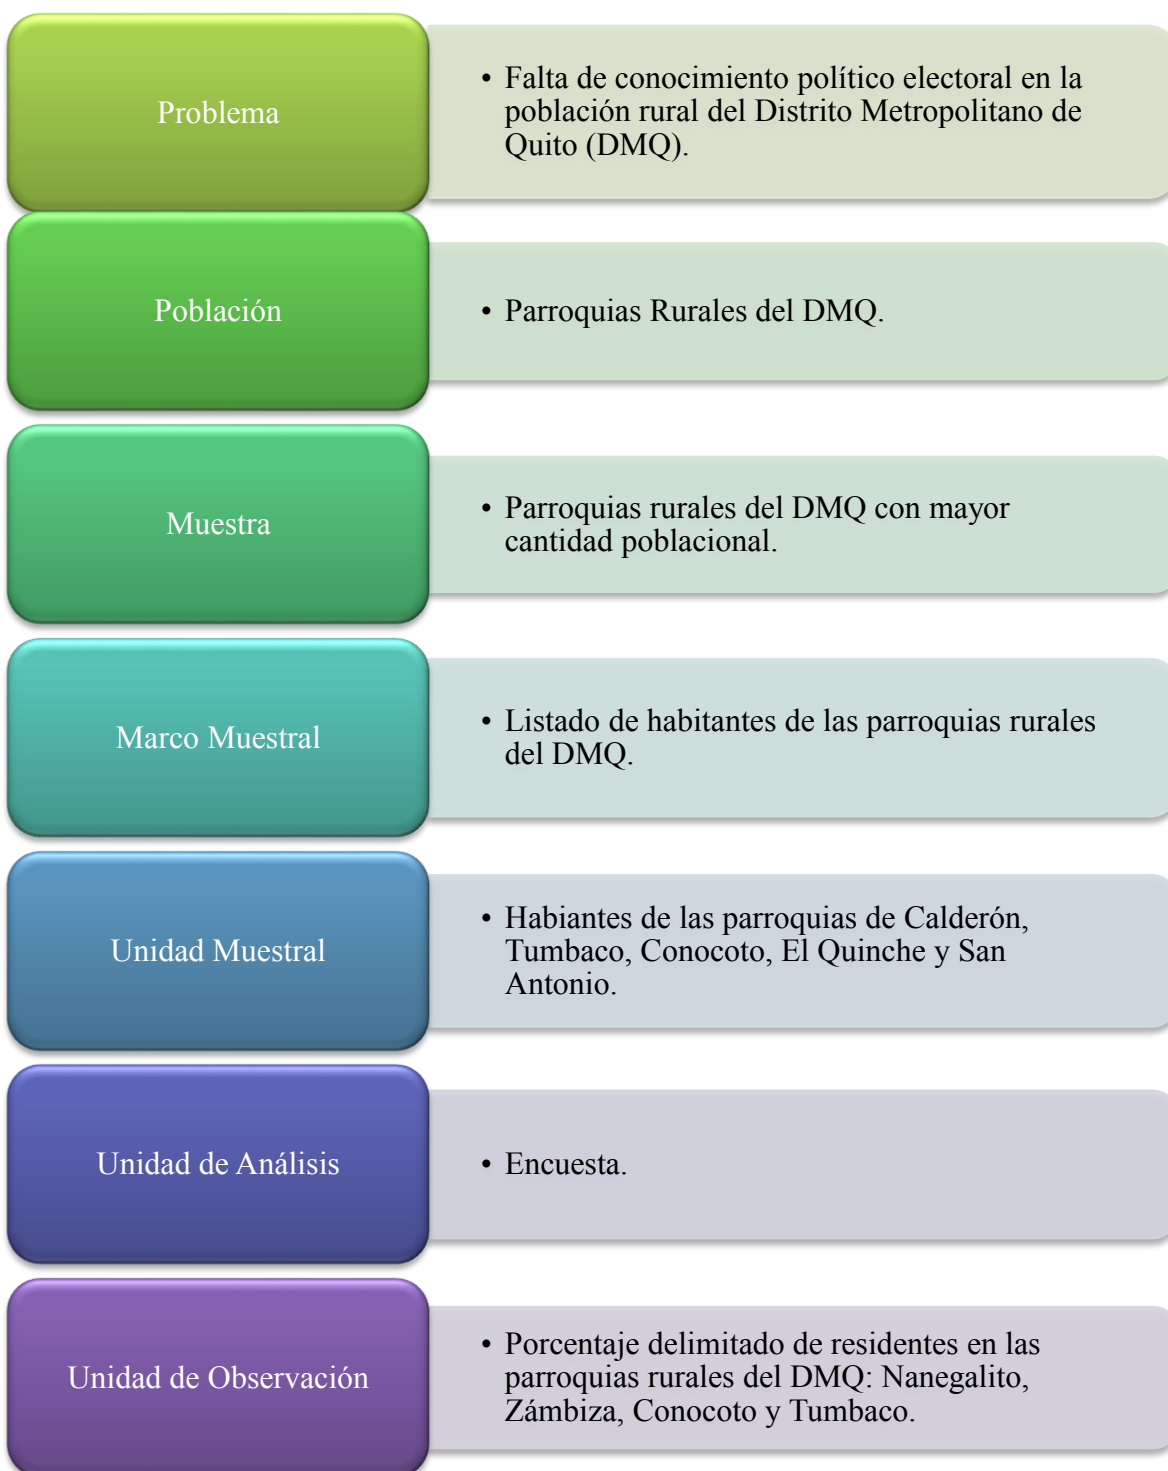 Problema
• Falta de conocimiento político electoral en la
población rural del Distrito Metropolitano de
Quito (DMQ).
Población
• Parroquias Rurales del DMQ.
Muestra
• Parroquias rurales del DMQ con mayor
cantidad poblacional.
Marco Muestral
• Listado de habitantes de las parroquias rurales
del DMQ.
Unidad Muestral
• Habiantes de las parroquias de Calderón,
Tumbaco, Conocoto, El Quinche y San
Antonio.
Unidad de Análisis
• Encuesta.
Unidad de Observación
• Porcentaje delimitado de residentes en las
parroquias rurales del DMQ: Nanegalito,
Zámbiza, Conocoto y Tumbaco.